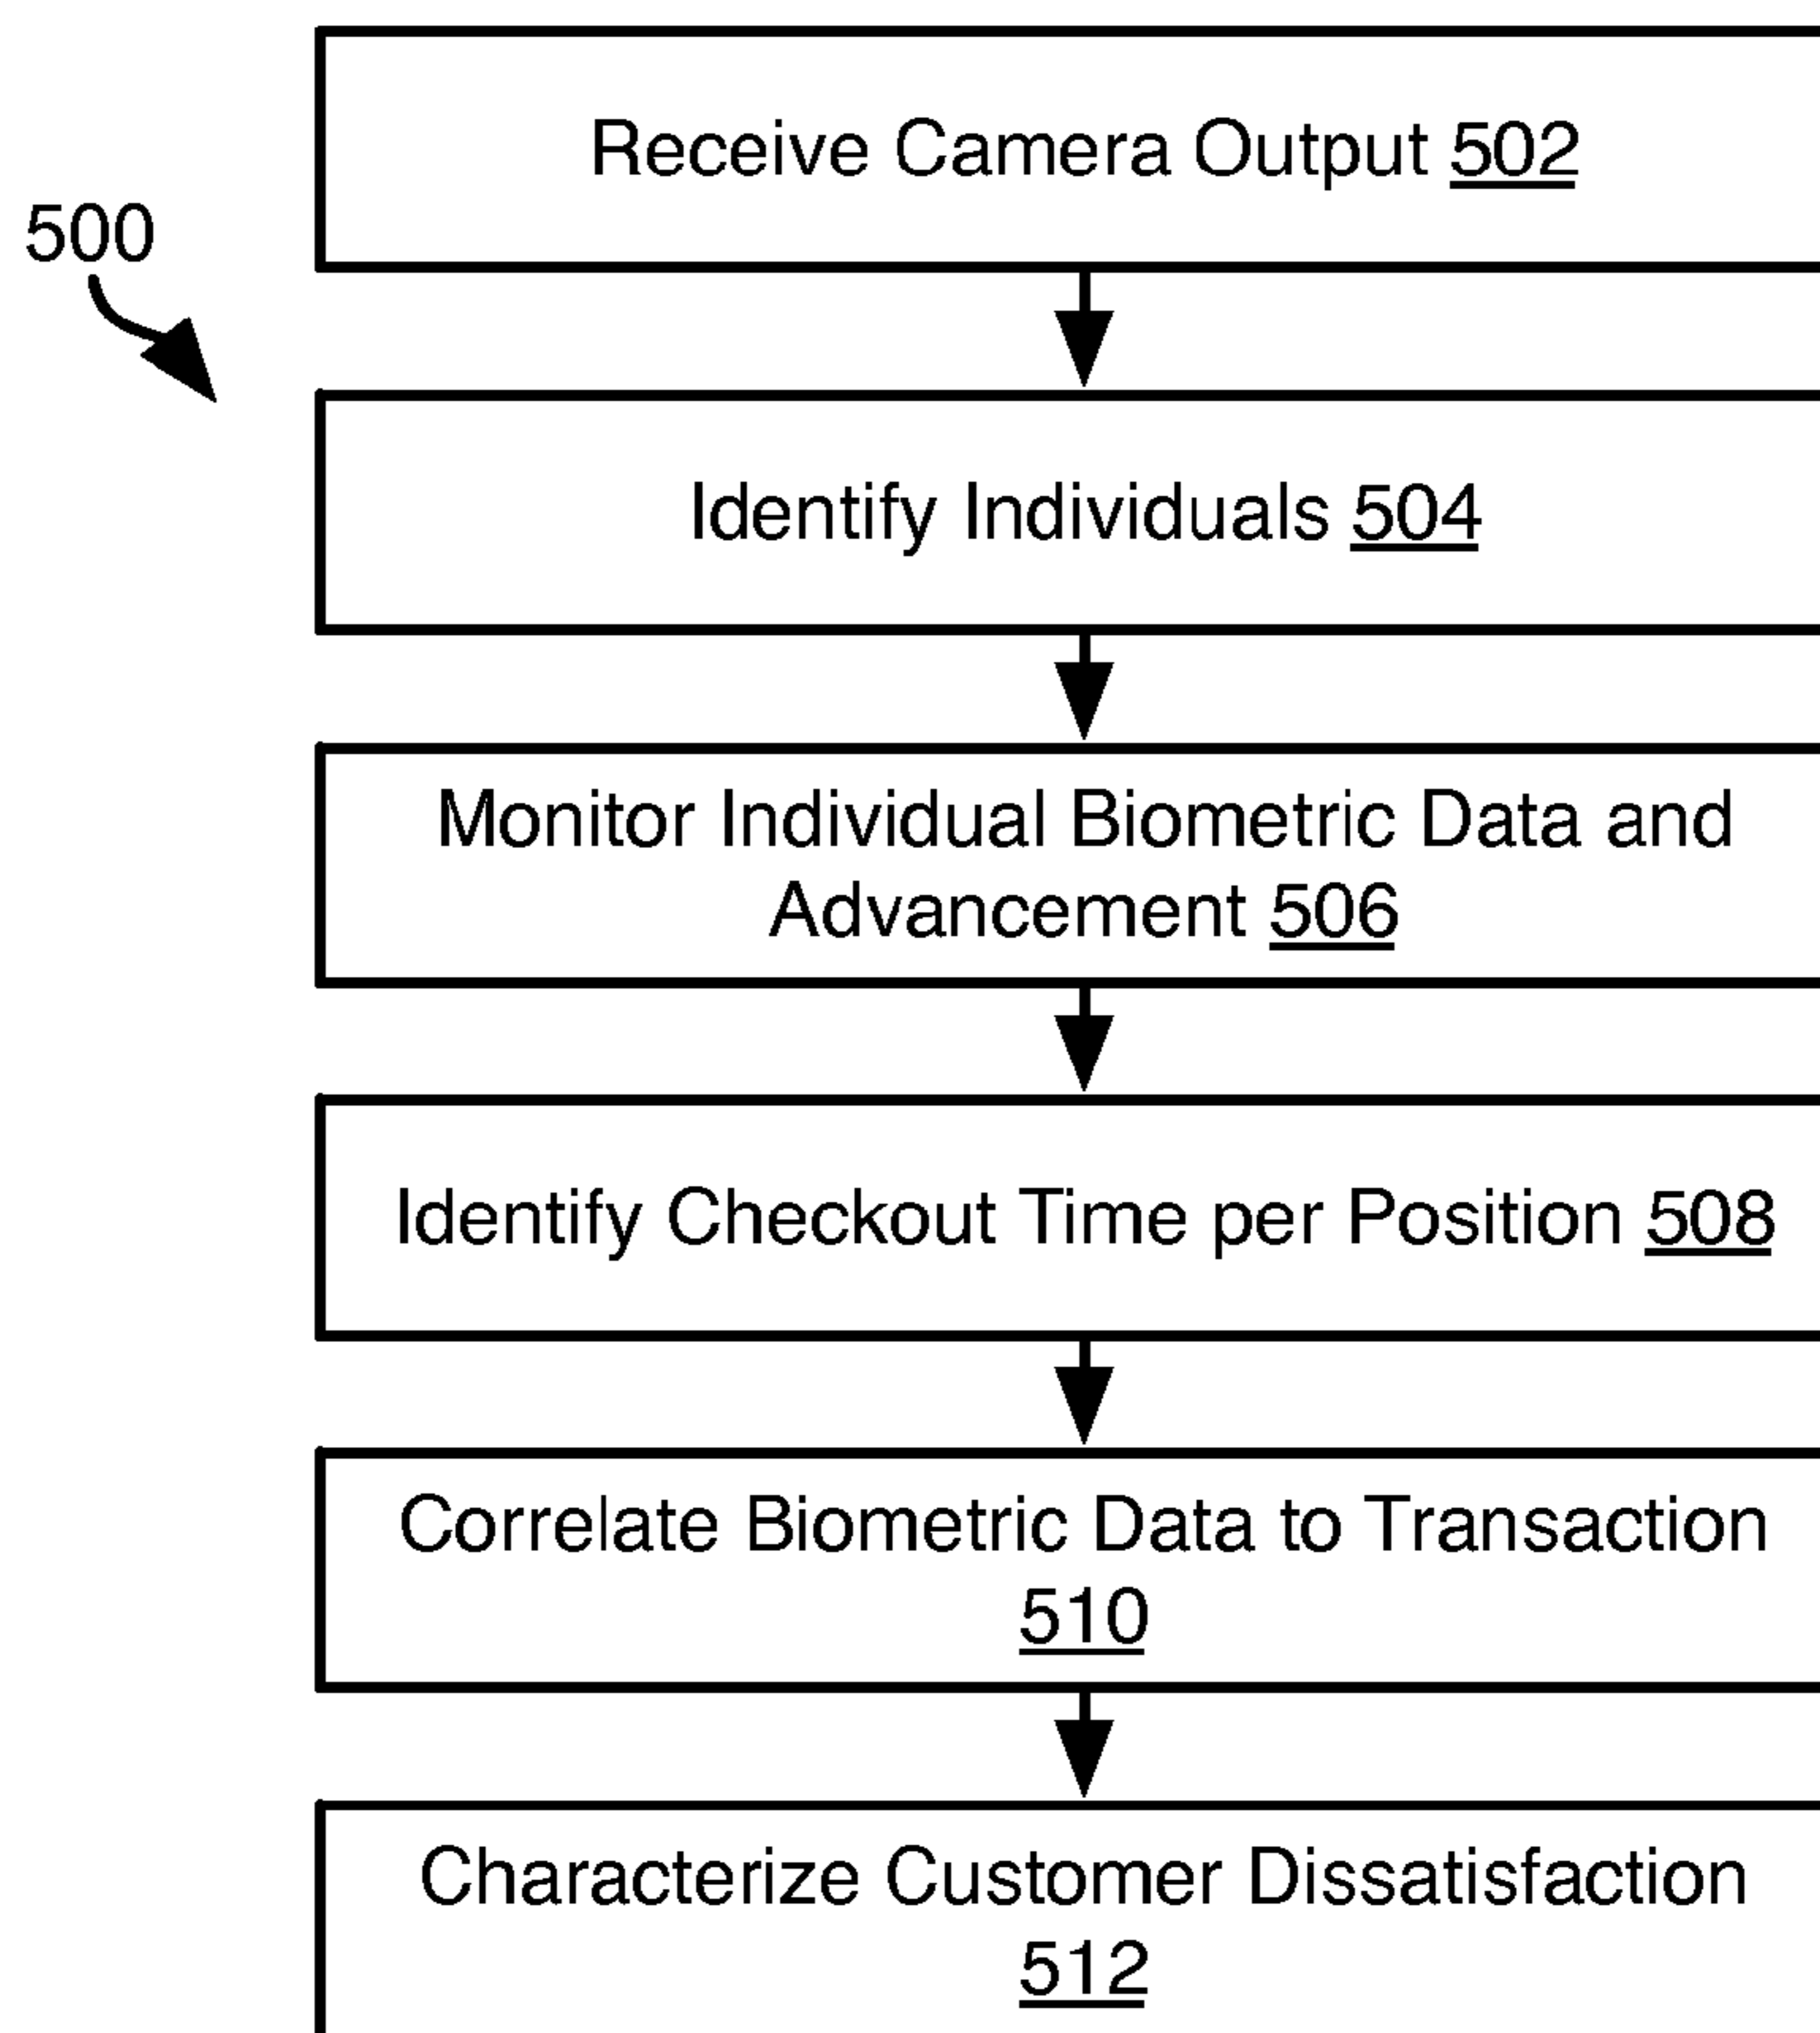 Receive Camera Output 502
500
Identify Individuals 504
Monitor Individual Biometric Data and
Advancement 506
Identify Checkout Time per Position 508
Correlate Biometric Data to Transaction
510
Characterize Customer Dissatisfaction
512